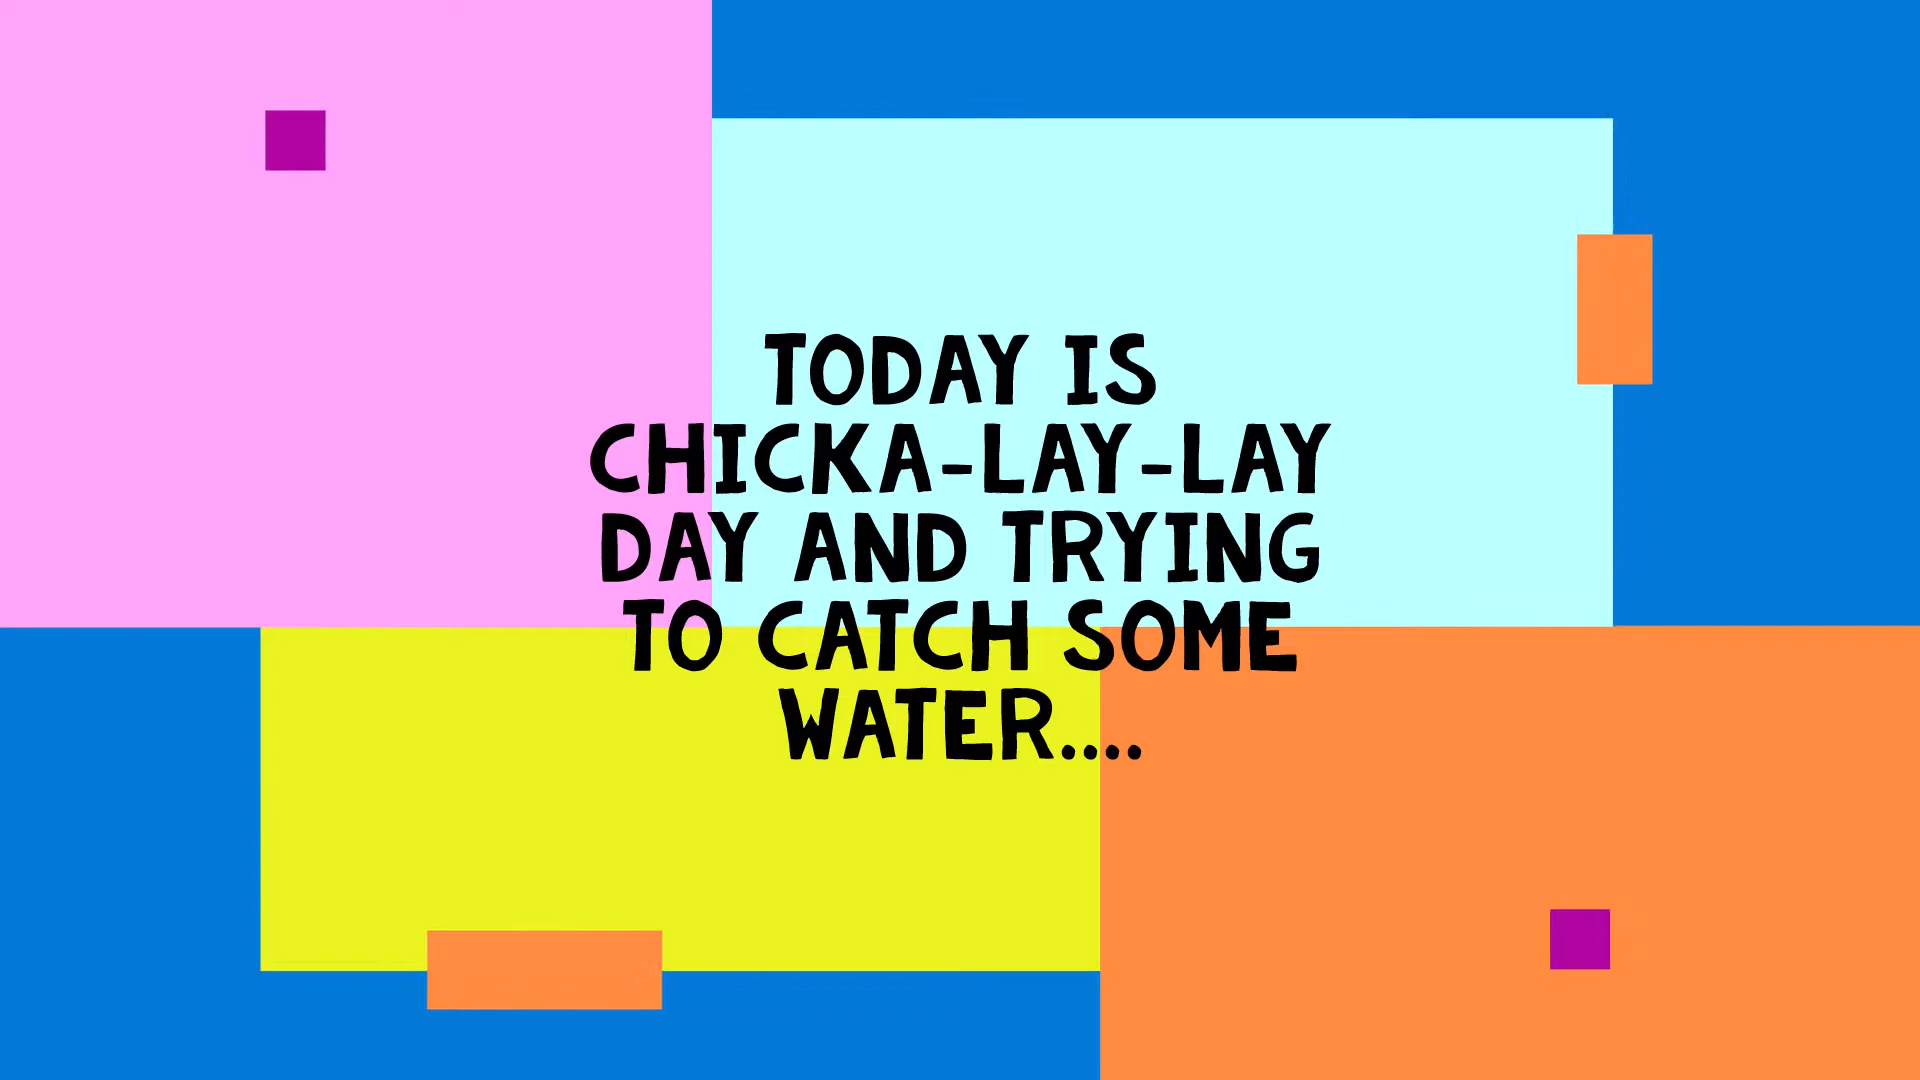 TODAY IS
CHICKA-LAY-LAY
DAY AND TRYING
TO CATCH SOME
WATER....